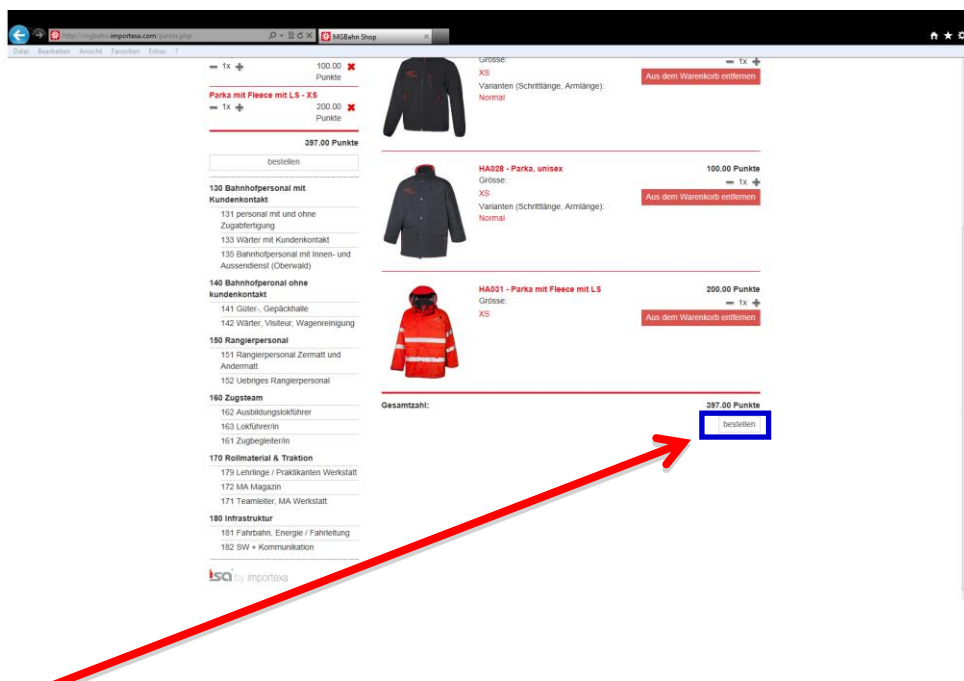 http://mgbahn.importexa.com/parser.php
MGBahn Shop
Datei Bearbeiten Ansicht Favoriten Extras ?
1x
100.00
Punkte
Parka mit Fleece mit LS - XS
1x
200.00
Punkte
397.00 Punkte
bestellen
130 Bahnhofpersonal mit
Kundenkontakt
131 personal mit und ohne
Zugabfertigung
133 Wärter mit Kundenkontakt
135 Bahnhofpersonal mit Innen- und
Aussendienst (Oberwald)
140 Bahnhofperonal ohne
kundenkontakt
141 Güter-, Gepäckhalle
142 Wärter, Visiteur, Wagenreinigung
150 Rangierpersonal
151 Rangierpersonal Zermatt und
Andermatt
152 Uebriges Rangierpersonal
160 Zugsteam
162 Ausbildungslokführer
163 Lokführer/in
161 Zugbegleiter/in
170 Rollmaterial & Traktion
179 Lehrlinge / Praktikanten Werkstatt
172 MA Magazin
171 Teamleiter, MA Werkstatt
180 Infrastruktur
181 Fahrbahn, Energie / Fahrleitung
182 SW + Kommunikation
isa by importexa
Grösse:
XS
Varianten (Schrittlänge, Armlänge):
Normal
1x
Aus dem Warenkorb entfernen
HA028 - Parka, unisex
Grösse:
XS
Varianten (Schrittlänge, Armlänge):
Normal
100.00 Punkte
1x
Aus dem Warenkorb entfernen
HA031 - Parka mit Fleece mit LS
Grösse:
XS
200.00 Punkte
1x
Aus dem Warenkorb entfernen
Gesamtzahl:
397.00 Punkte
bestellen